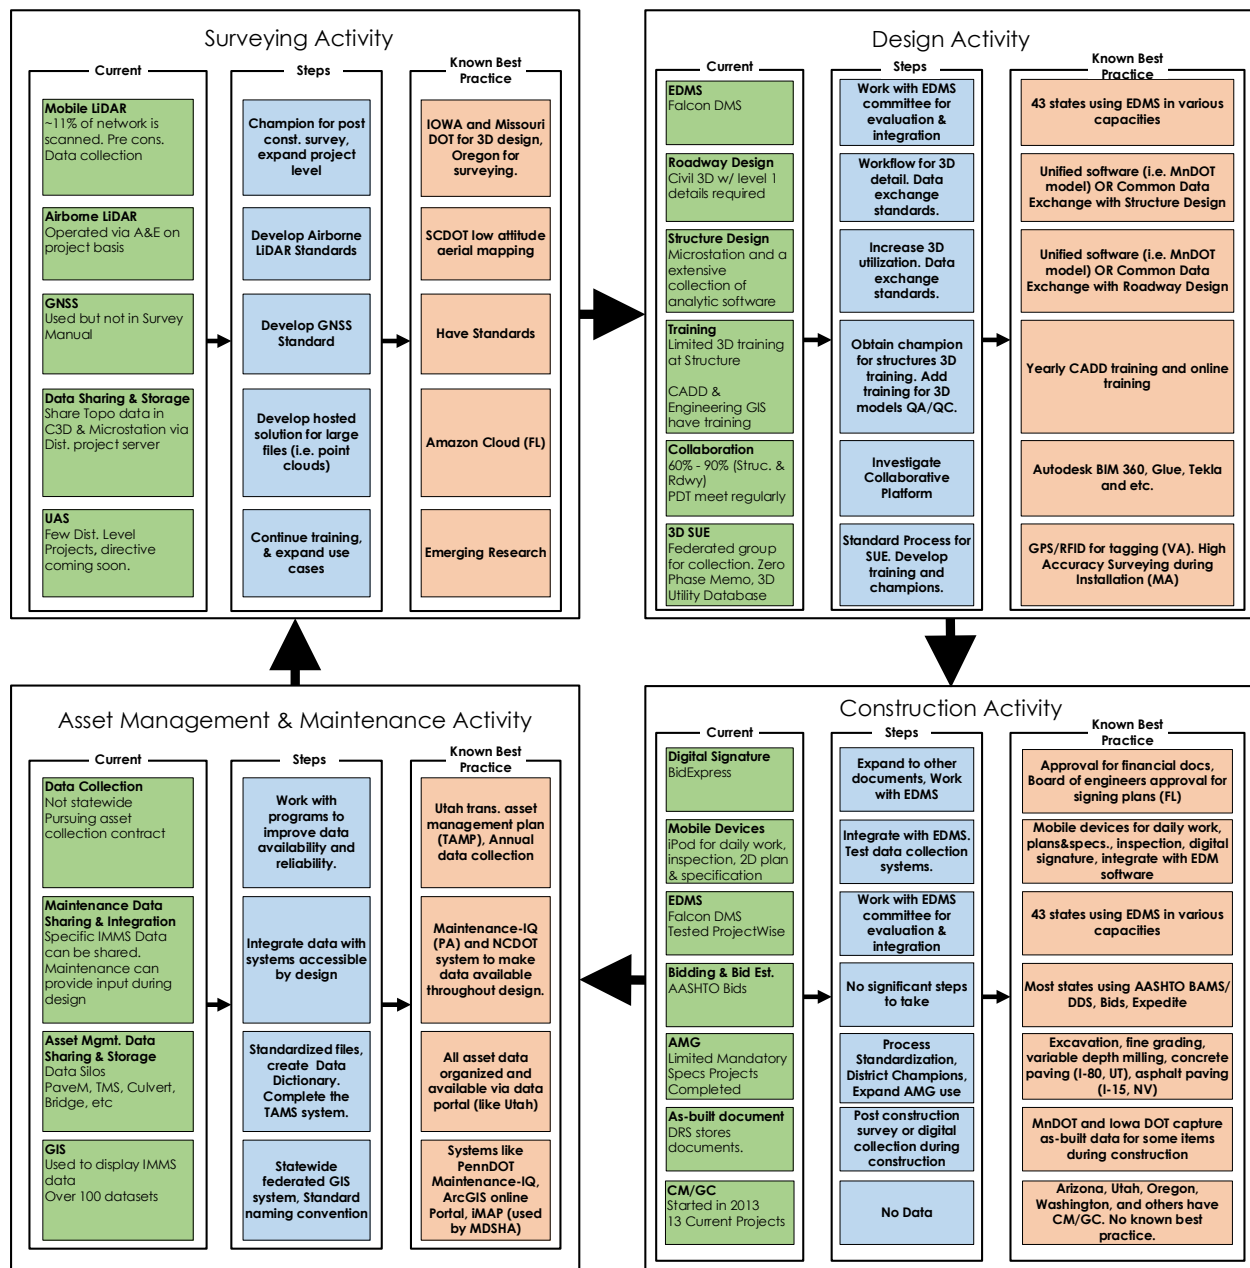 Surveying Activity
Current
Steps
Known Best
Practice
Mobile LiDAR
~11% of network is
scanned. Pre cons.
Data collection
Champion for post
const. survey,
expand project
level
IOWA and Missouri
DOT for 3D design,
Oregon for
surveying.
Airborne LiDAR
Operated via A&E on
project basis
Develop Airborne
LiDAR Standards
SCDOT low attitude
aerial mapping
GNSS
Used but not in Survey
Manual
Develop GNSS
Standard
Have Standards
Data Sharing & Storage
Share Topo data in
C3D & Microstation via
Dist. project server
Develop hosted
solution for large
files (i.e. point
clouds)
Amazon Cloud (FL)
UAS
Few Dist. Level
Projects, directive
coming soon.
Continue training,
& expand use
cases
Emerging Research
Design Activity
Current
Steps
Known Best
Practice
EDMS
Falcon DMS
Work with EDMS
committee for
evaluation &
integration
43 states using EDMS in various
capacities
Roadway Design
Civil 3D w/ level 1
details required
Workflow for 3D
detail. Data
exchange
standards.
Unified software (i.e. MnDOT
model) OR Common Data
Exchange with Structure Design
Structure Design
Microstation and a
extensive
collection of
analytic software
Increase 3D
utilization. Data
exchange
standards.
Unified software (i.e. MnDOT
model) OR Common Data
Exchange with Roadway Design
Training
Limited 3D training
at Structure
CADD &
Engineering GIS
have training
Obtain champion
for structures 3D
training. Add
training for 3D
models QA/QC.
Yearly CADD training and online
training
Collaboration
60% - 90% (Struc. &
Rdwy)
PDT meet regularly
Investigate
Collaborative
Platform
Autodesk BIM 360, Glue, Tekla
and etc.
3D SUE
Federated group
for collection. Zero
Phase Memo, 3D
Utility Database
Standard Process for
SUE. Develop
training and
champions.
GPS/RFID for tagging (VA). High
Accuracy Surveying during
Installation (MA)
Asset Management & Maintenance Activity
Current
Steps
Known Best
Practice
Data Collection
Not statewide
Pursuing asset
collection contract
Work with
programs to
improve data
availability and
reliability.
Utah trans. asset
management plan
(TAMP), Annual
data collection
Maintenance Data
Sharing & Integration
Specific IMMS Data
can be shared.
Maintenance can
provide input during
design
Integrate data with
systems accessible
by design
Maintenance-IQ
(PA) and NCDOT
system to make
data available
throughout design.
Asset Mgmt. Data
Sharing & Storage
Data Silos
PaveM, TMS, Culvert,
Bridge, etc
Standardized files,
create Data
Dictionary.
Complete the
TAMS system.
All asset data
organized and
available via data
portal (like Utah)
GIS
Used to display IMMS
data
Over 100 datasets
Statewide
federated GIS
system, Standard
naming convention
Systems like
PennDOT
Maintenance-IQ,
ArcGIS online
Portal, iMAP (used
by MDSHA)
Construction Activity
Current
Steps
Known Best
Practice
Digital Signature
BidExpress
Expand to other
documents, Work
with EDMS
Approval for financial docs,
Board of engineers approval for
signing plans (FL)
Mobile Devices
iPod for daily work,
inspection, 2D plan
& specification
Integrate with EDMS.
Test data collection
systems.
Mobile devices for daily work,
plans&specs., inspection, digital
signature, integrate with EDM
software
EDMS
Falcon DMS
Tested ProjectWise
Work with EDMS
committee for
evaluation &
integration
43 states using EDMS in various
capacities
Bidding & Bid Est.
AASHTO Bids
No significant steps
to take
Most states using AASHTO BAMS/
DDS, Bids, Expedite
AMG
Limited Mandatory
Specs Projects
Completed
Process
Standardization,
District Champions,
Expand AMG use
Excavation, fine grading,
variable depth milling, concrete
paving (I-80, UT), asphalt paving
(I-15, NV)
As-built document
DRS stores
documents.
Post construction
survey or digital
collection during
construction
MnDOT and Iowa DOT capture
as-built data for some items
during construction
CM/GC
Started in 2013
13 Current Projects
No Data
Arizona, Utah, Oregon,
Washington, and others have
CM/GC. No known best
practice.